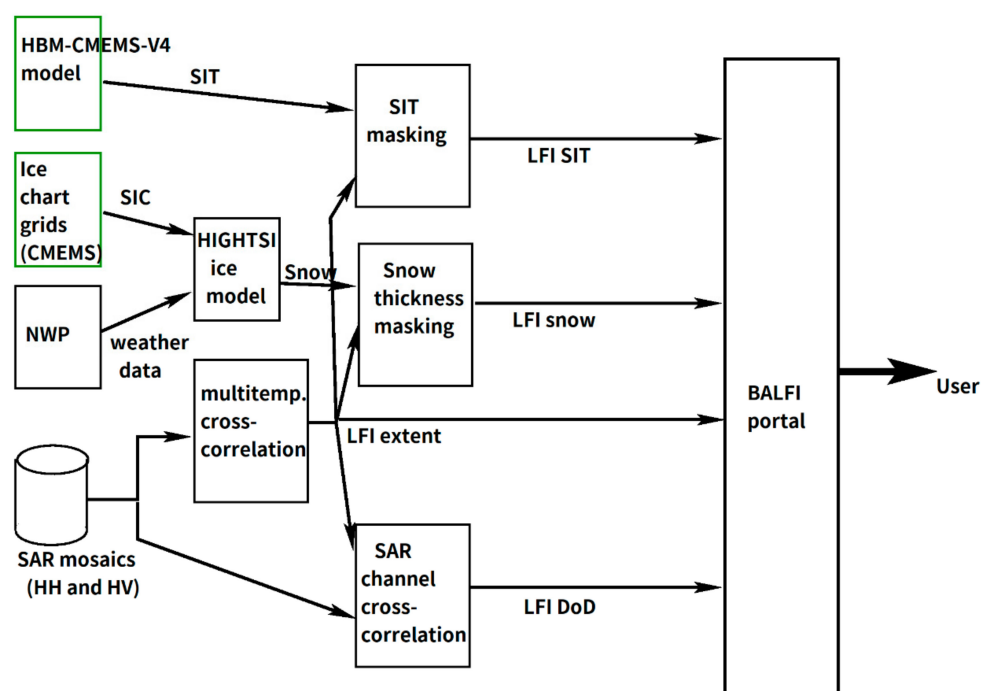 HBM-CMEMS-V4
model
SIT
SIT
masking
LFI SIT
Ice
chart
grids
(CMEMS)
SIC
HIGHTSI
ice
model
Snow
Snow
thickness
masking
LFI snow
NWP
weather
data
multitemp.
cross-
correlation
LFI extent
BALFI
portal
User
SAR mosaics
(HH and HV)
SAR
channel
cross-
correlation
LFI DoD